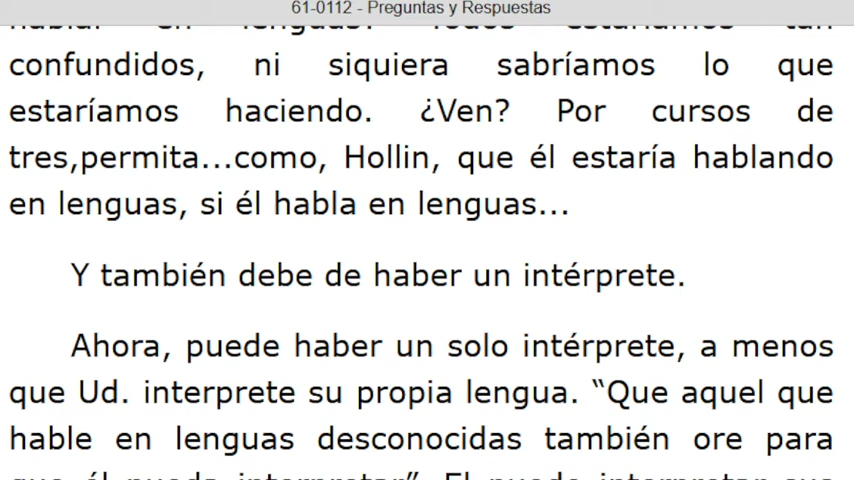 61-0112 - Preguntas y Respuestas
confundidos, ni siquiera sabríamos lo que
estaríamos haciendo. ¿Ven? Por cursos de
tres,permita...como, Hollin, que él estaría hablando
en lenguas, si él habla en lenguas...
Y también debe de haber un intérprete.
Ahora, puede haber un solo intérprete, a menos
que Ud. interprete su propia lengua. “Que aquel que
hable en lenguas desconocidas también ore para